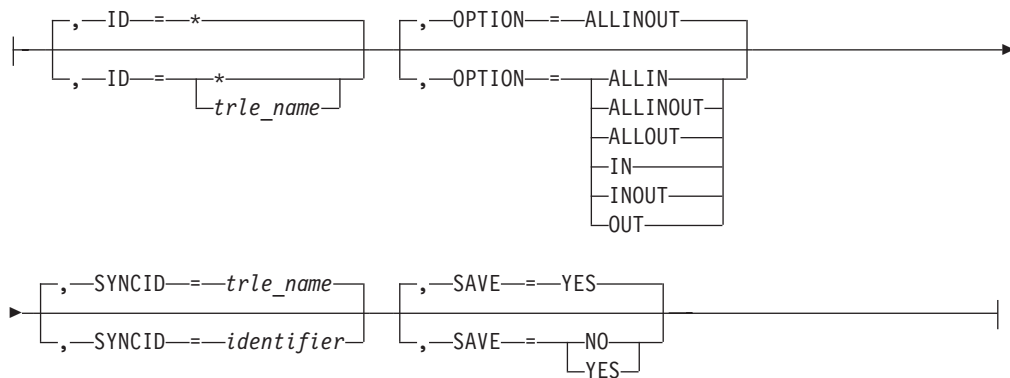 , ID = * , OPTION = ALLINOUT
, ID = * , OPTION = ALLIN
trle_name ALLINOUT
ALLOUT
IN
INOUT
OUT
, SYNCID = trle_name , SAVE = YES
, SYNCID = identifier , SAVE = NO
YES